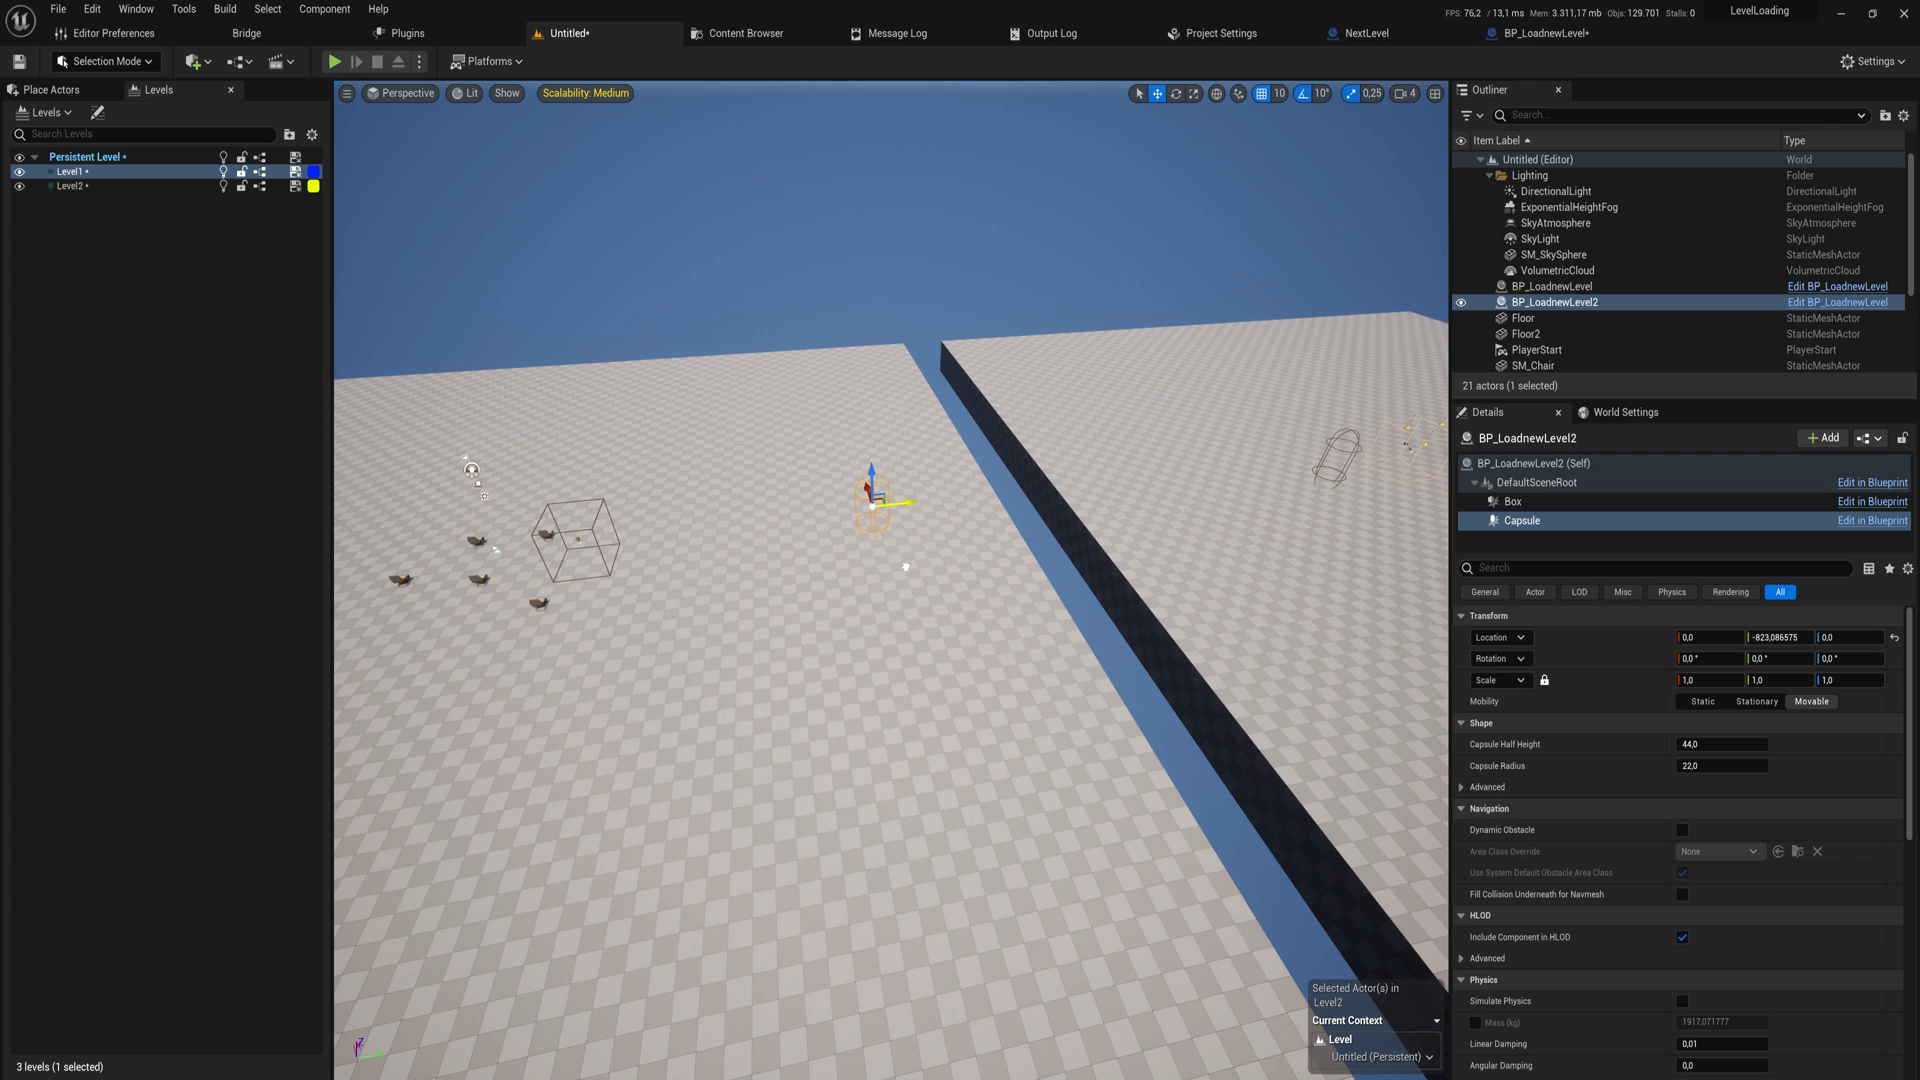 File Edit Window Tools Build Select Component Help
FPS: 76,2 / 13,1 ms Mem: 3.311,17 mb Objs: 129.701 Stalls: 0
LevelLoading
Editor Preferences
Bridge
Plugins
Untitled*
Content Browser
Message Log
Output Log
Project Settings
NextLevel
BP_LoadnewLevel*
Selection Mode
Platforms
Settings
Place Actors
Levels
Levels
Search Levels
Persistent Level *
Level1 *
Level2 *
3 levels (1 selected)
Perspective
Lit
Show
Scalability: Medium
10
10°
0,25
4
Selected Actor(s) in
Level2
Current Context
Level
Untitled (Persistent)
Z
Outliner
Search...
Item Label Type
Untitled (Editor) World
Lighting Folder
DirectionalLight DirectionalLight
ExponentialHeightFog ExponentialHeightFog
SkyAtmosphere SkyAtmosphere
SkyLight SkyLight
SM_SkySphere StaticMeshActor
VolumetricCloud VolumetricCloud
BP_LoadnewLevel Edit BP_LoadnewLevel
BP_LoadnewLevel2 Edit BP_LoadnewLevel
Floor StaticMeshActor
Floor2 StaticMeshActor
PlayerStart PlayerStart
SM_Chair StaticMeshActor
21 actors (1 selected)
Details
World Settings
BP_LoadnewLevel2
Add
BP_LoadnewLevel2 (Self)
DefaultSceneRoot Edit in Blueprint
Box Edit in Blueprint
Capsule Edit in Blueprint
Search
General Actor LOD Misc Physics Rendering All
Transform
Location 0,0 -823,086575 0,0
Rotation 0,0 ° 0,0 ° 0,0 °
Scale 1,0 1,0 1,0
Mobility Static Stationary Movable
Shape
Capsule Half Height 44,0
Capsule Radius 22,0
Advanced
Navigation
Dynamic Obstacle
Area Class Override None
Use System Default Obstacle Area Class
Fill Collision Underneath for Navmesh
HLOD
Include Component in HLOD
Advanced
Physics
Simulate Physics
Mass (kg) 1917,071777
Linear Damping 0,01
Angular Damping 0,0